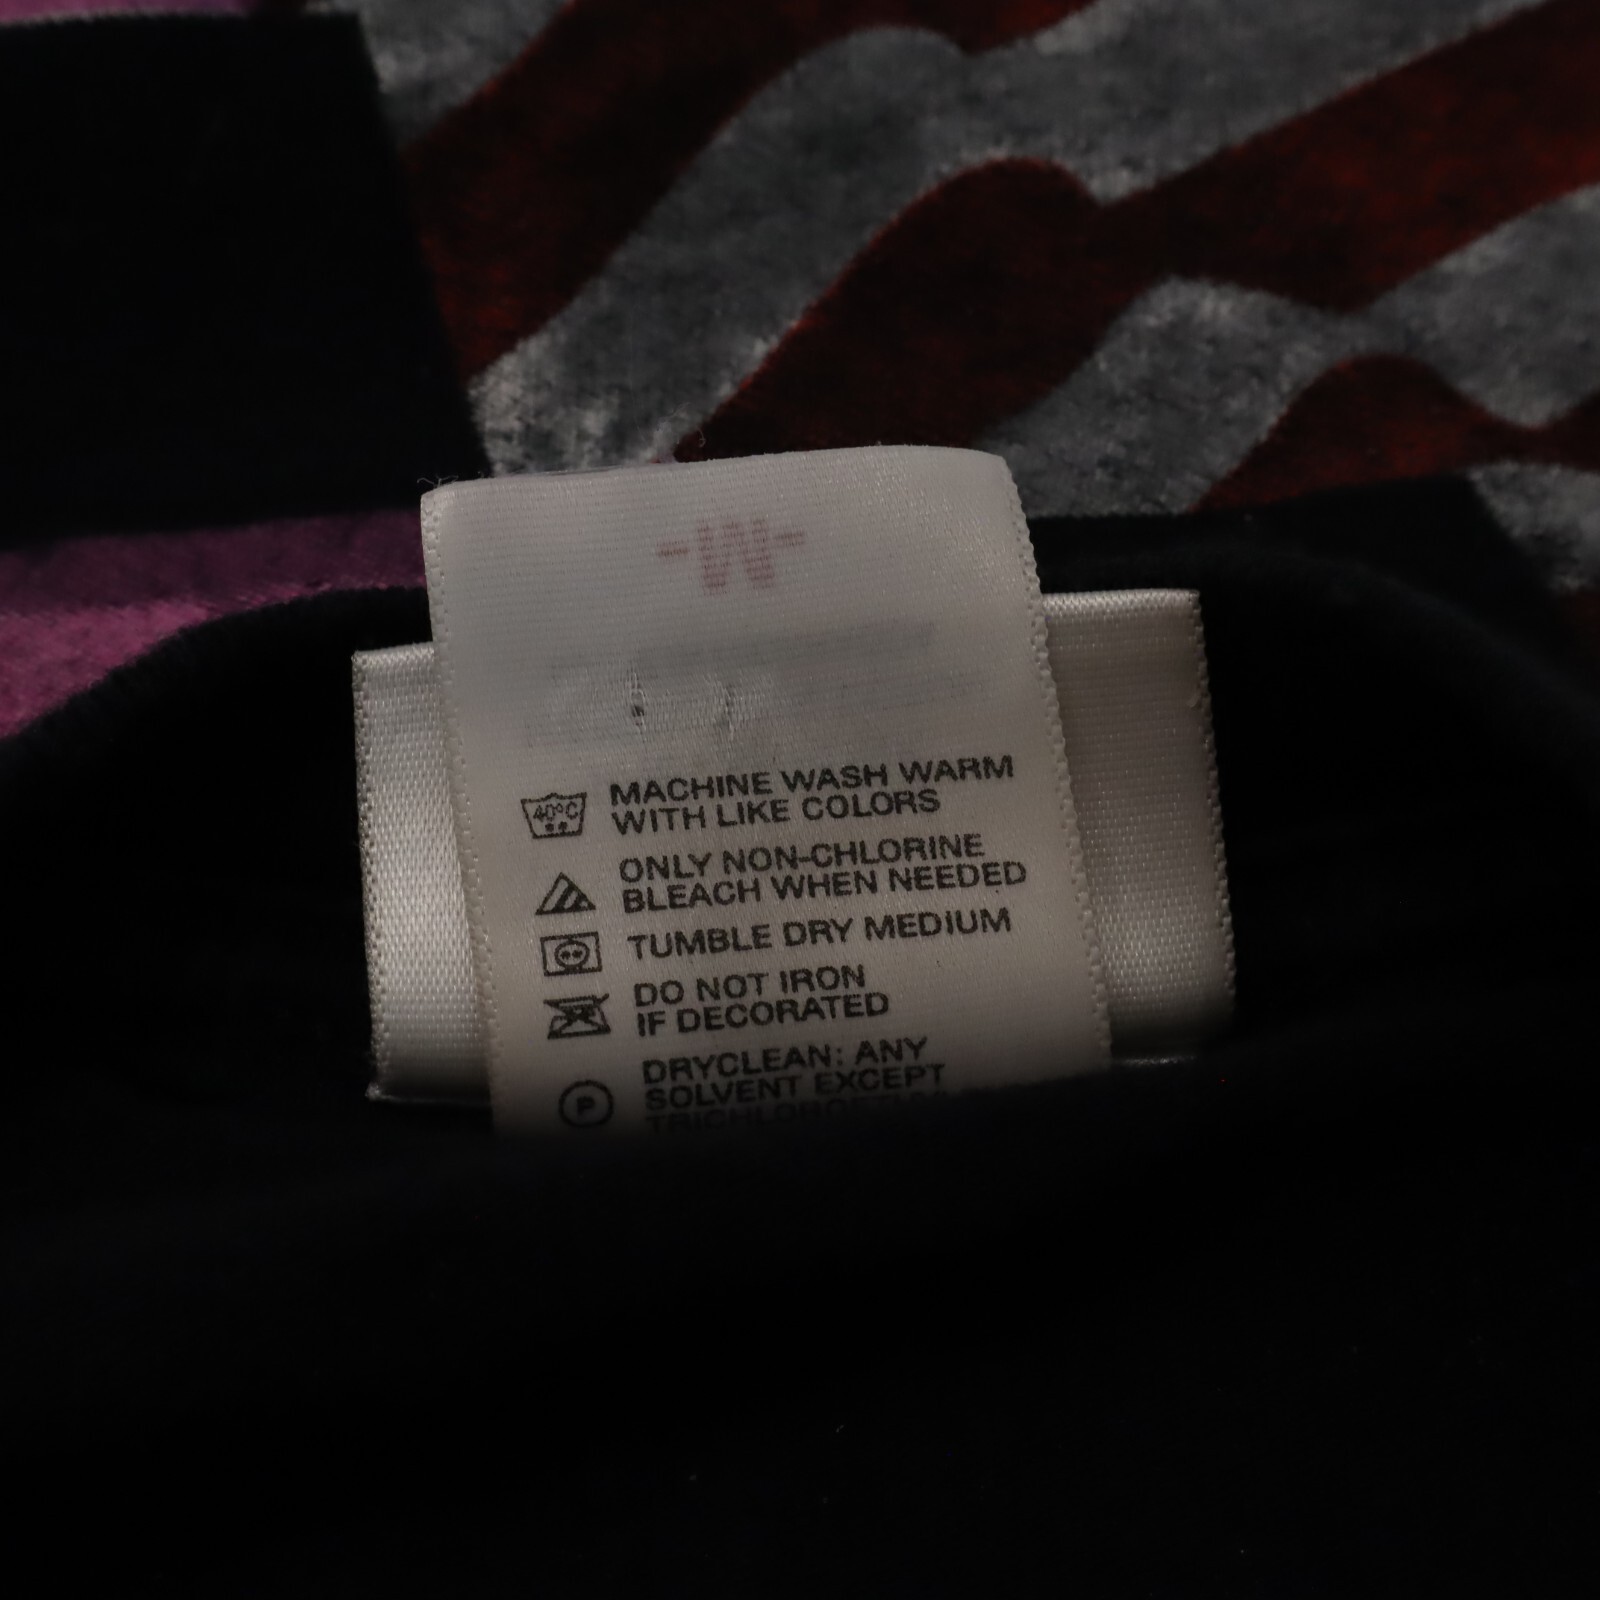 -M-
40°C
MACHINE WASH WARM
WITH LIKE COLORS
ONLY NON-CHLORINE
BLEACH WHEN NEEDED
TUMBLE DRY MEDIUM
DO NOT IRON
IF DECORATED
DRYCLEAN: ANY
SOLVENT EXCEPT
P